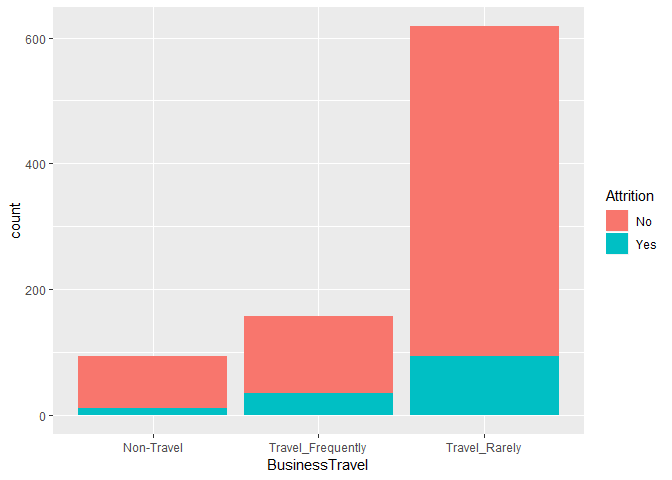 600
400
200
0
count
Non-Travel
Travel_Frequently
Travel_Rarely
BusinessTravel
Attrition
No
Yes